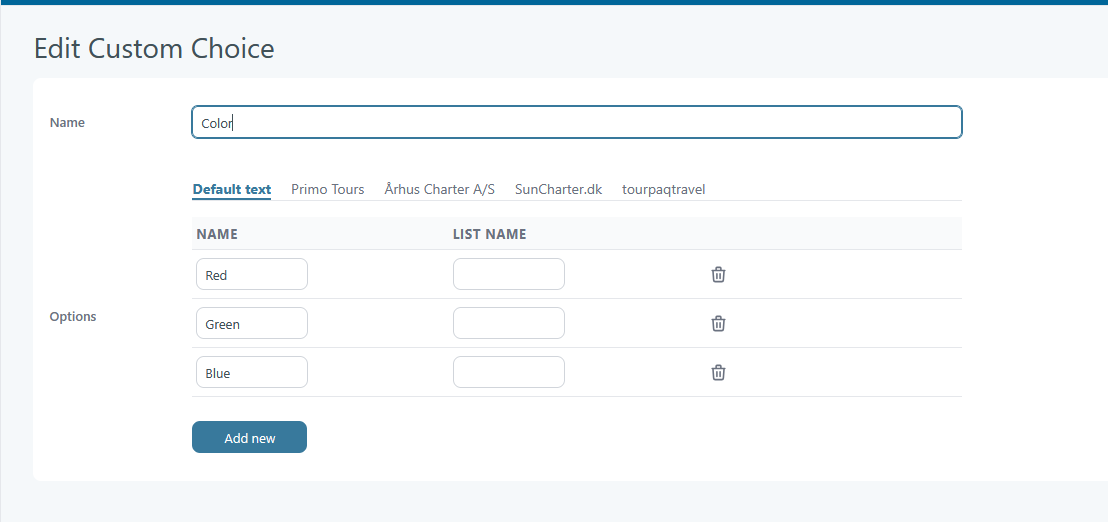 Edit Custom Choice
Name
Color
Default text Primo Tours Århus Charter A/S SunCharter.dk tourpaqtravel
NAME LIST NAME
Red
Options
Green
Blue
Add new